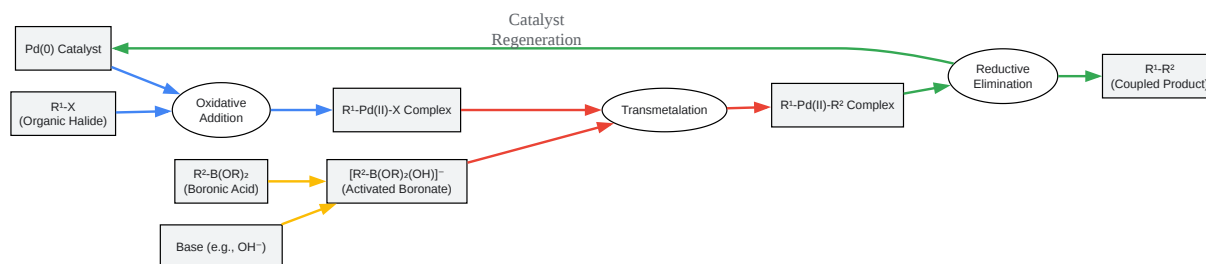 Catalyst
Regeneration
Pd(0) Catalyst
R¹-X
(Organic Halide)
Oxidative
Addition
R¹-Pd(II)-X Complex
R²-B(OR)₂
(Boronic Acid)
Base (e.g., OH⁻)
[R²-B(OR)₂(OH)]⁻
(Activated Boronate)
Transmetalation
R¹-Pd(II)-R² Complex
Reductive
Elimination
R¹-R²
(Coupled Product)